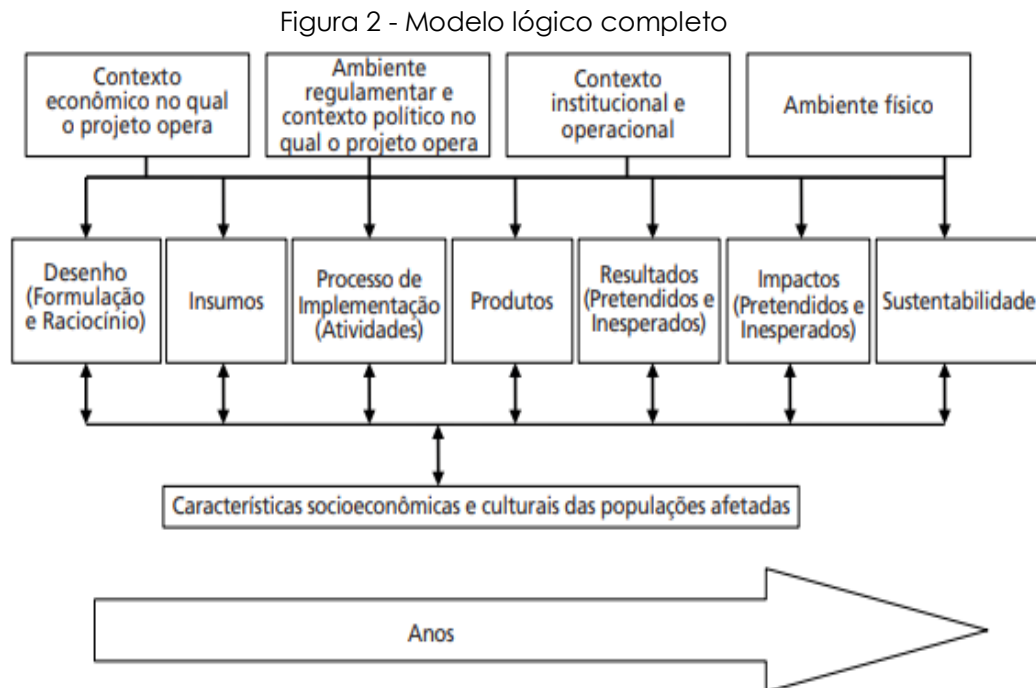 Figura 2 - Modelo lógico completo
Contexto
econômico no qual
o projeto opera
Ambiente
regulamentar e
contexto político no
qual o projeto opera
Contexto
institucional e
operacional
Ambiente físico
Desenho
(Formulação
e Raciocínio)
Insumos
Processo de
Implementação
(Atividades)
Produtos
Resultados
(Pretendidos e
Inesperados)
Impactos
(Pretendidos e
Inesperados)
Sustentabilidade
Características socioeconômicas e culturais das populações afetadas
Anos